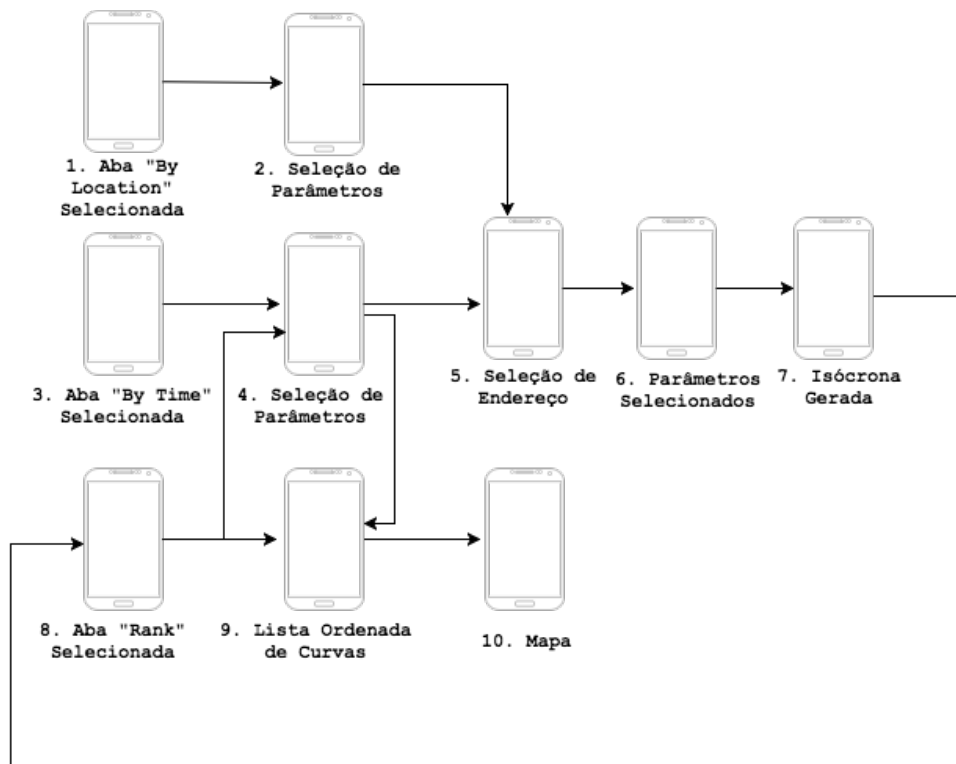 1. Aba "By
Location"
Selecionada
2. Seleção de
Parâmetros
3. Aba "By Time"
Selecionada
4. Seleção de
Parâmetros
5. Seleção de
Endereço
6. Parâmetros
Selecionados
7. Isócrona
Gerada
8. Aba "Rank"
Selecionada
9. Lista Ordenada
de Curvas
10. Mapa